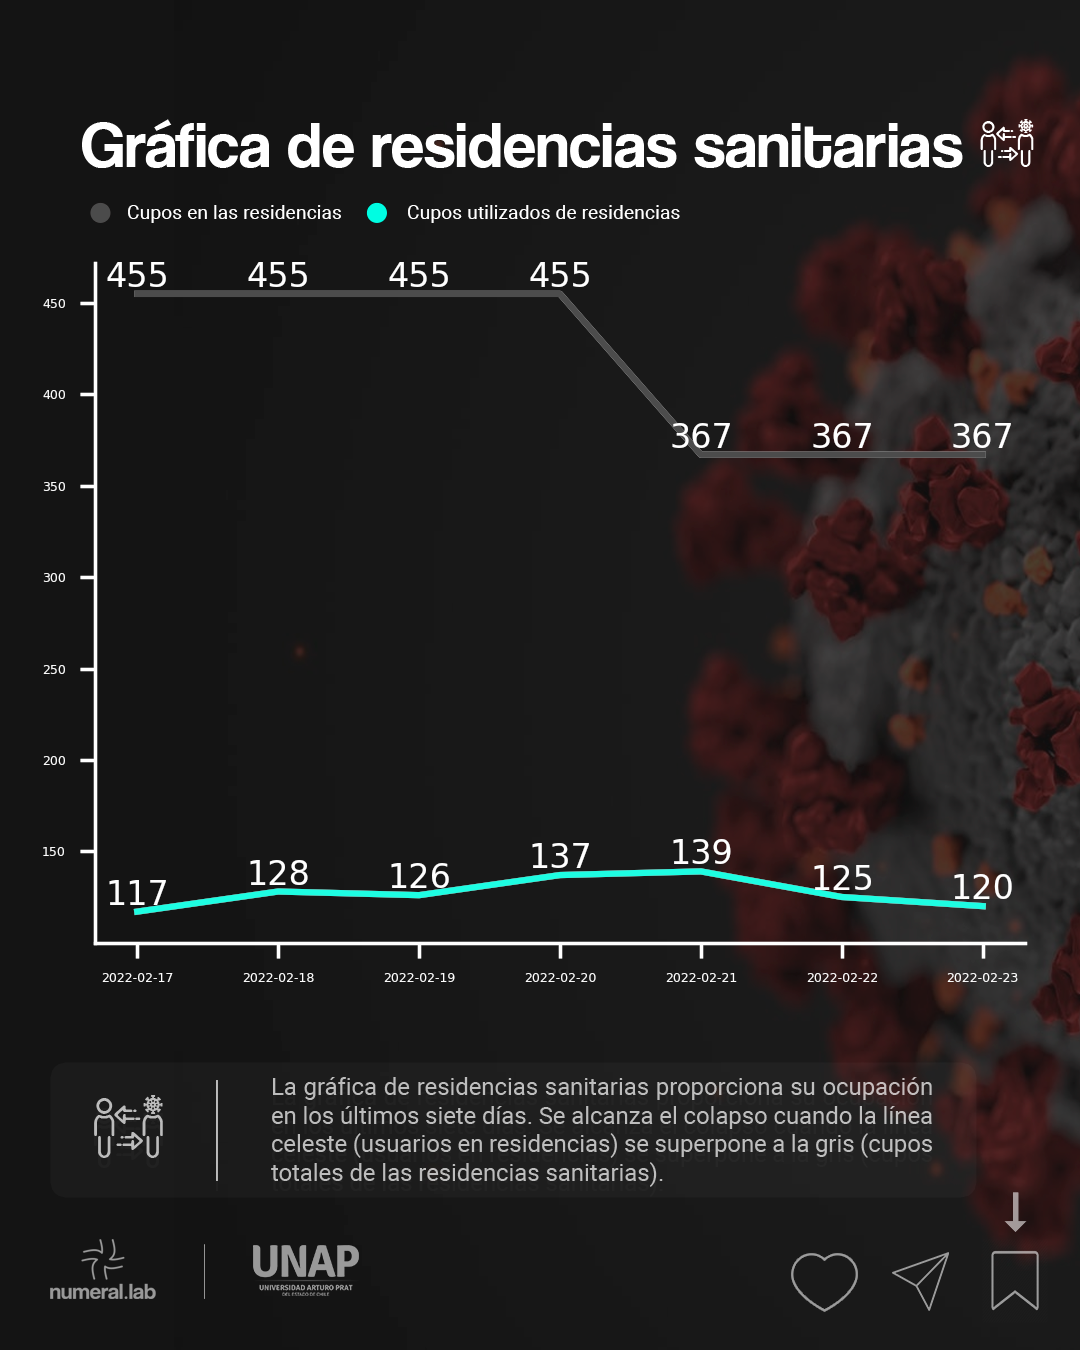 Gráfica de residencias sanitarias
Cupos en las residencias
Cupos utilizados de residencias
455 455 455 455
450
400
367 367 367
350
300
250
200
150
117 128 126 137 139 125 120
2022-02-17 2022-02-18 2022-02-19 2022-02-20 2022-02-21 2022-02-22 2022-02-23
La gráfica de residencias sanitarias proporciona su ocupación
en los últimos siete días. Se alcanza el colapso cuando la línea
celeste (usuarios en residencias) se superpone a la gris (cupos
totales de las residencias sanitarias).
numeral.lab
UNAP
UNIVERSIDAD ARTURO PRAT
DEL ESTADO DE CHILE